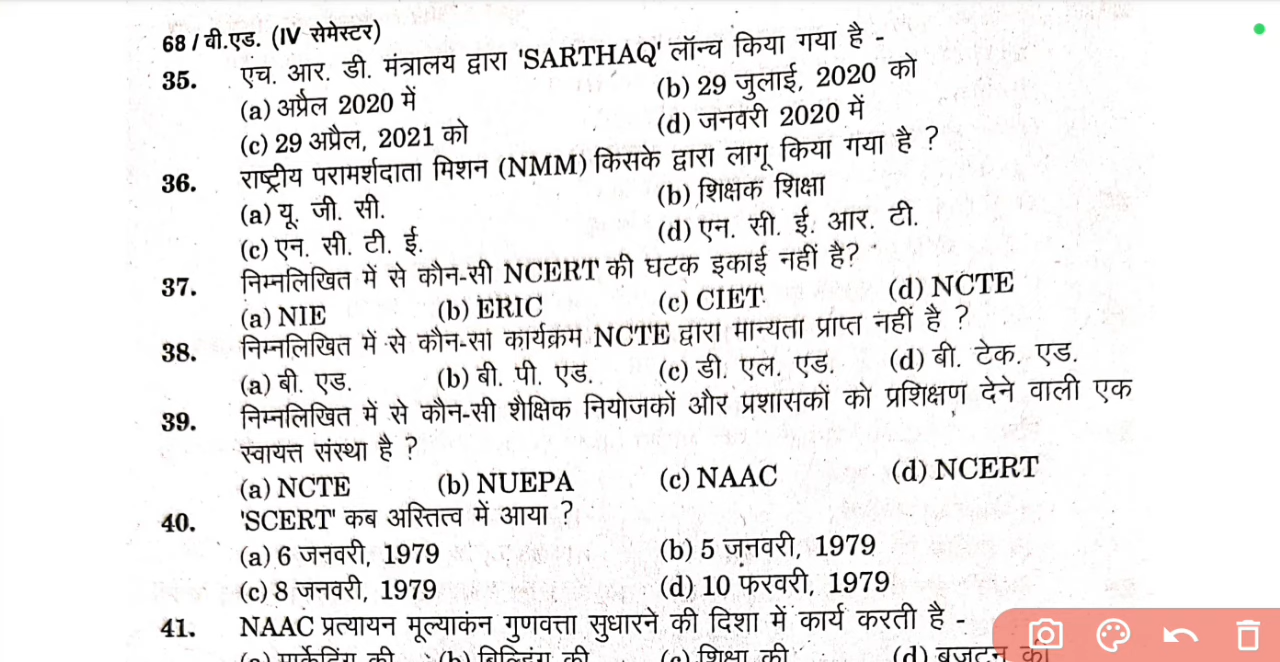 68 / वी.एड. (IV सेमेस्टर)
35. एच. आर. डी. मंत्रालय द्वारा 'SARTHAQ' लॉन्च किया गया है -
(a) अप्रैल 2020 में (b) 29 जुलाई, 2020 को
(c) 29 अप्रैल, 2021 को (d) जनवरी 2020 में
36. राष्ट्रीय परामर्शदाता मिशन (NMM) किसके द्वारा लागू किया गया है ?
(a) यू. जी. सी. (b) शिक्षक शिक्षा
(c) एन. सी. टी. ई. (d) एन. सी. ई. आर. टी.
37. निम्नलिखित में से कौन-सी NCERT की घटक इकाई नहीं है?
(a) NIE (b) ERIC (c) CIET (d) NCTE
38. निम्नलिखित में से कौन-सा कार्यक्रम NCTE द्वारा मान्यता प्राप्त नहीं है ?
(a) बी. एड. (b) बी. पी. एड. (c) डी. एल. एड. (d) बी. टेक. एड.
39. निम्नलिखित में से कौन-सी शैक्षिक नियोजकों और प्रशासकों को प्रशिक्षण देने वाली एक
स्वायत्त संस्था है ?
(a) NCTE (b) NUEPA (c) NAAC (d) NCERT
40. 'SCERT' कब अस्तित्व में आया ?
(a) 6 जनवरी, 1979 (b) 5 जनवरी, 1979
(c) 8 जनवरी, 1979 (d) 10 फरवरी, 1979
41. NAAC प्रत्यायन मूल्याकंन गुणवत्ता सुधारने की दिशा में कार्य करती है -
(a) मार्केटिंग की (b) बिल्डिंग की (c) शिक्षा की (d) बजटन की